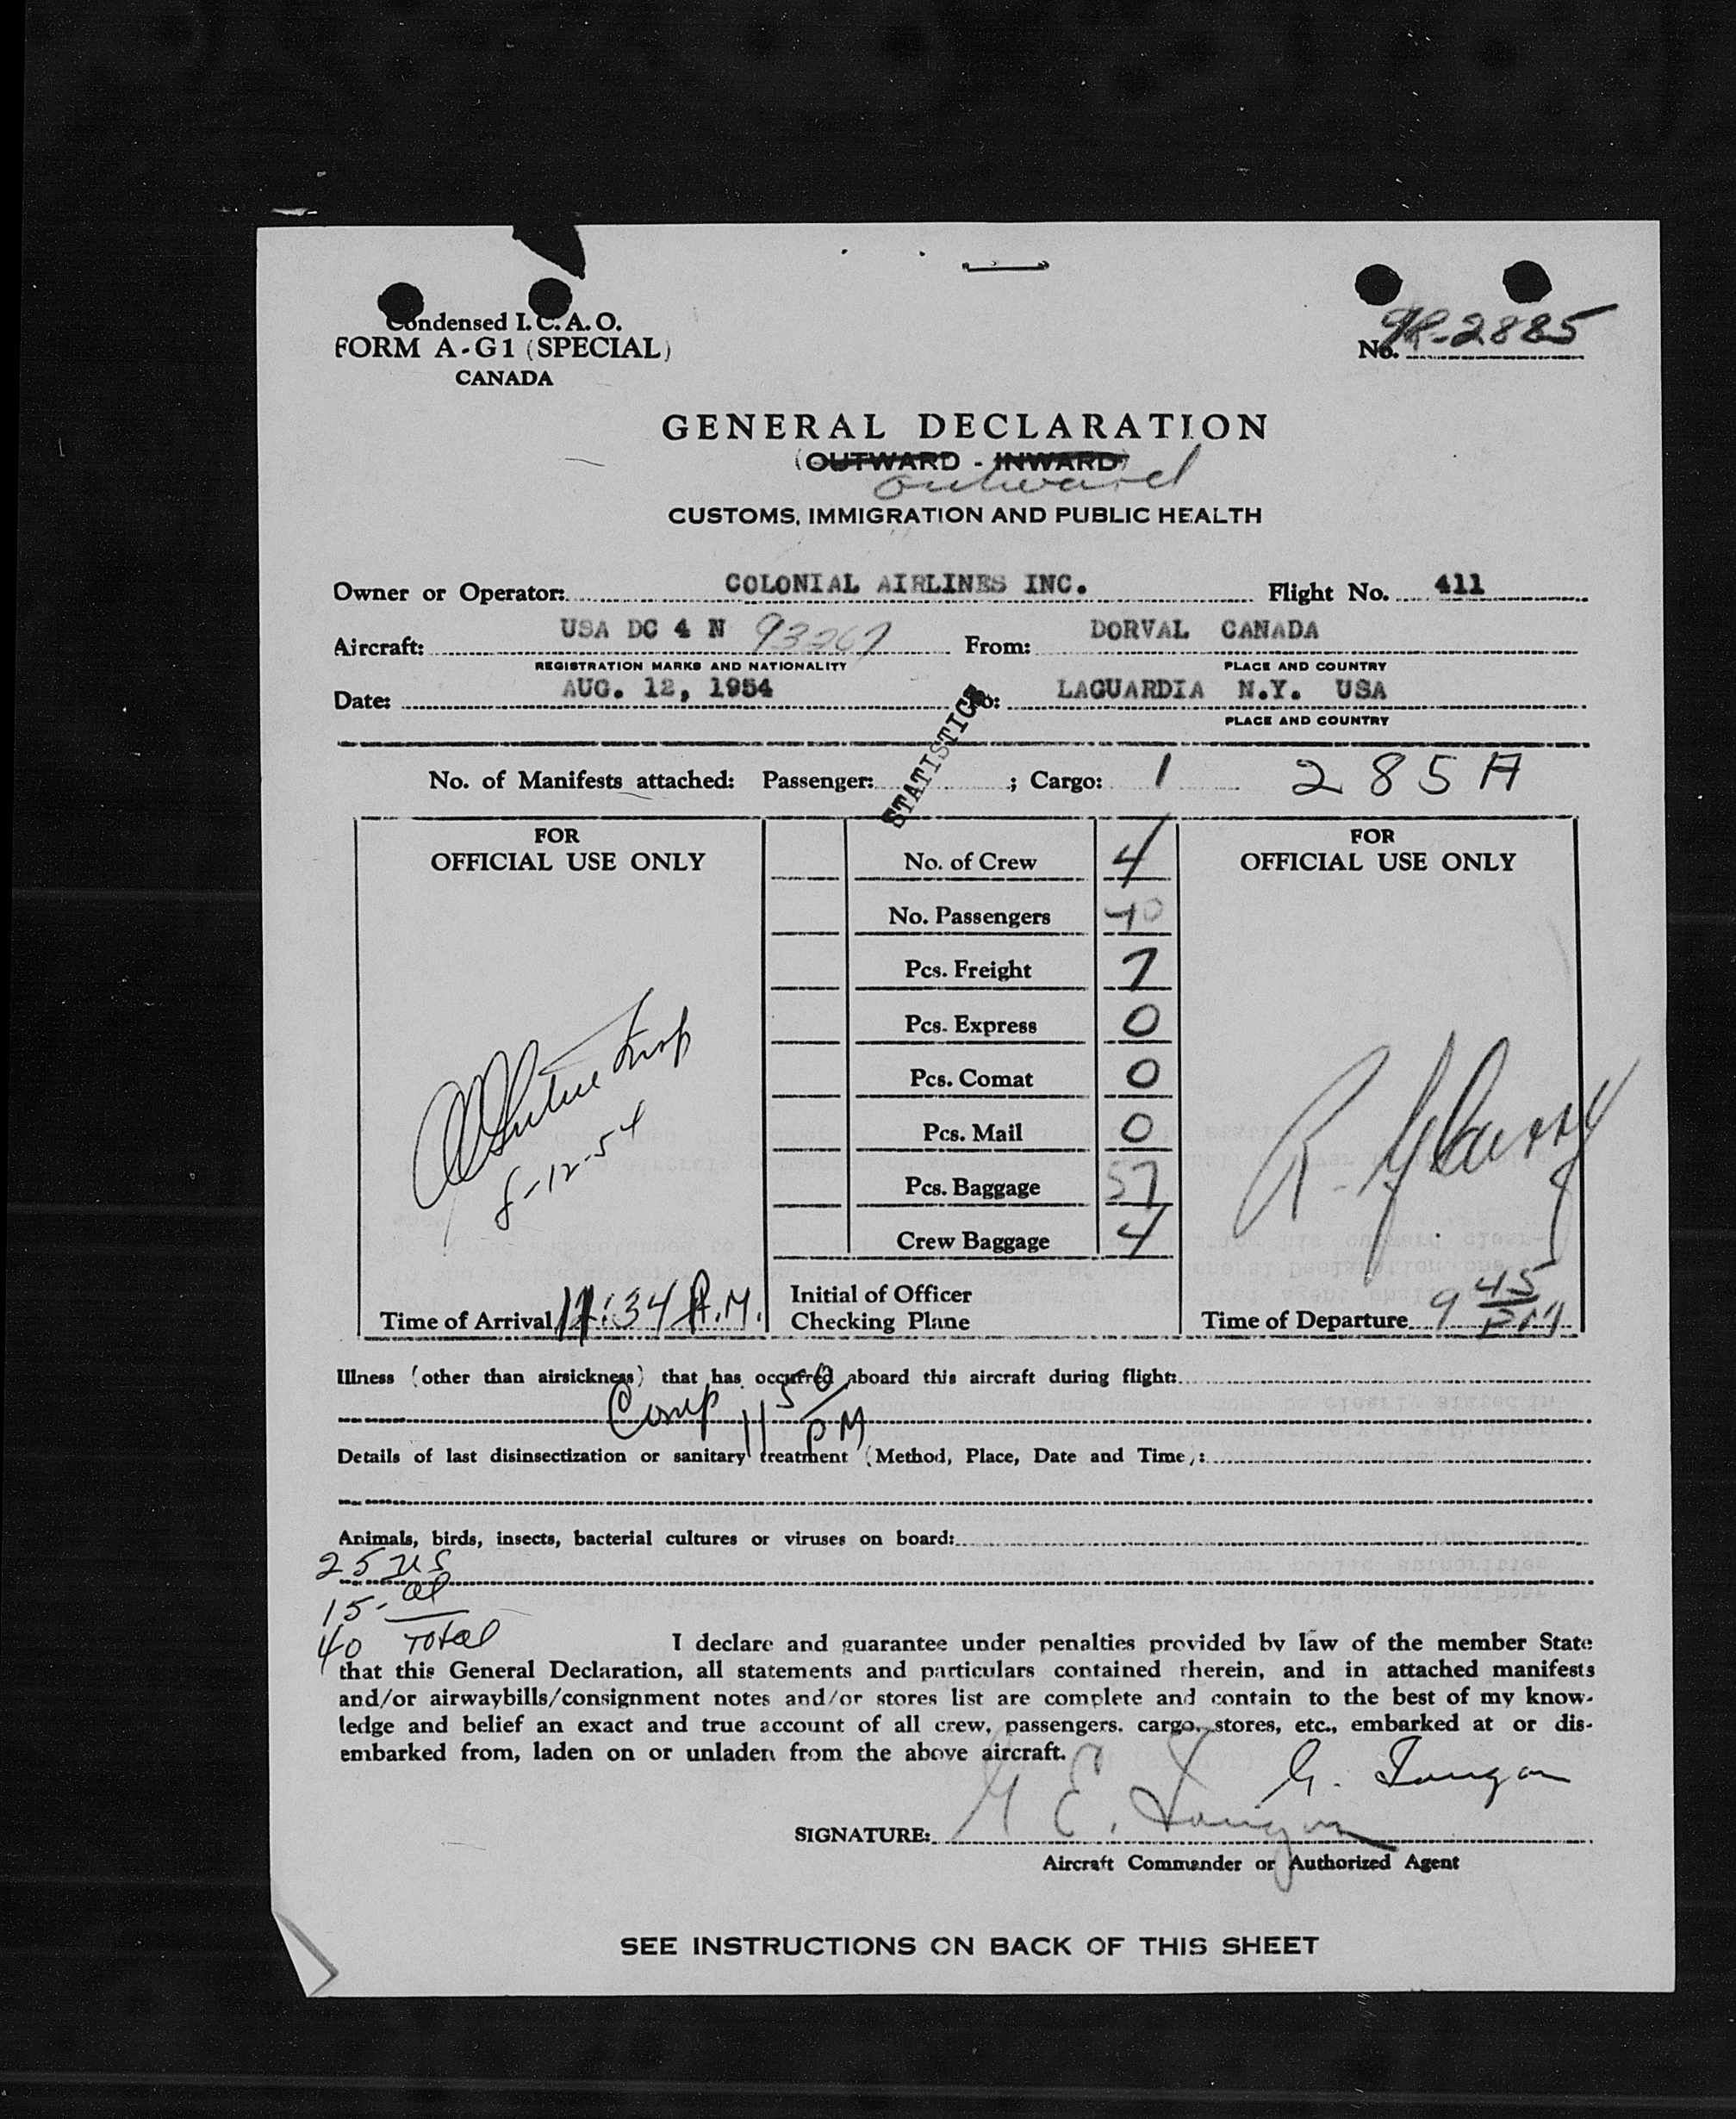 Condensed I.C.A.O.
FORM A-G1 (SPECIAL)
CANADA
No. 2885
GENERAL DECLARATION
(OUTWARD - INWARD)
outward
CUSTOMS, IMMIGRATION AND PUBLIC HEALTH
Owner or Operator: COLONIAL AIRLINES INC. Flight No. 411
Aircraft: USA DC 4 N 93267 From: DORVAL CANADA
REGISTRATION MARKS AND NATIONALITY PLACE AND COUNTRY
Date: AUG. 12, 1954 To: LAGUARDIA N.Y. USA
PLACE AND COUNTRY
STATISTICS
No. of Manifests attached: Passenger: ; Cargo: 1 285A
FOR
OFFICIAL USE ONLY
8-12-54
Time of Arrival 11:34 P.M.
No. of Crew 4
No. Passengers 40
Pcs. Freight 7
Pcs. Express 0
Pcs. Comat 0
Pcs. Mail 0
Pcs. Baggage 57
Crew Baggage 4
Initial of Officer
Checking Plane
FOR
OFFICIAL USE ONLY
Time of Departure 9 45 PM
Illness (other than airsickness) that has occurred aboard this aircraft during flight:
Comp 11 50 PM
Details of last disinsectization or sanitary treatment (Method, Place, Date and Time):
Animals, birds, insects, bacterial cultures or viruses on board:
25 US
15- al
40 Total
I declare and guarantee under penalties provided by law of the member State
that this General Declaration, all statements and particulars contained therein, and in attached manifests
and/or airwaybills/consignment notes and/or stores list are complete and contain to the best of my know-
ledge and belief an exact and true account of all crew, passengers, cargo, stores, etc., embarked at or dis-
embarked from, laden on or unladen from the above aircraft.
SIGNATURE: G E.
Aircraft Commander or Authorized Agent
SEE INSTRUCTIONS ON BACK OF THIS SHEET